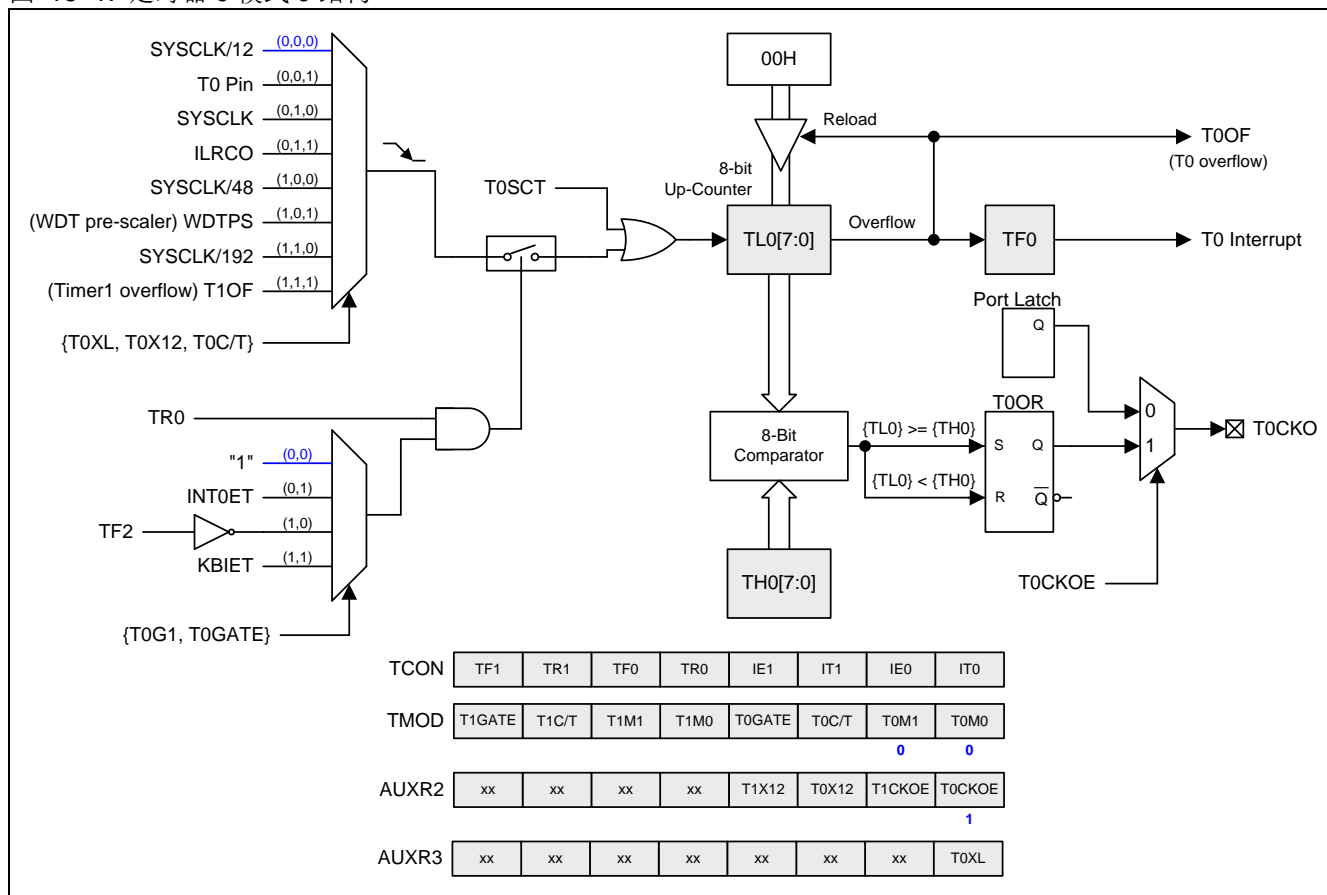 SYSCLK/12 (0,0,0)
T0 Pin (0,0,1)
SYSCLK (0,1,0)
ILRCO (0,1,1)
SYSCLK/48 (1,0,0)
(WDT pre-scaler) WDTPS (1,0,1)
SYSCLK/192 (1,1,0)
(Timer1 overflow) T1OF (1,1,1)
{T0XL, T0X12, T0C/T}
T0SCT
00H
Reload
8-bit
Up-Counter
TL0[7:0]
Overflow
T0OF
(T0 overflow)
TF0
T0 Interrupt
Port Latch
Q
TR0
"1" (0,0)
INT0ET (0,1)
TF2 (1,0)
KBIET (1,1)
{T0G1, T0GATE}
8-Bit
Comparator
{TL0} >= {TH0}
{TL0} < {TH0}
T0OR
S Q
R Q
0
1
T0CKO
TH0[7:0]
T0CKOE
TCON TF1 TR1 TF0 TR0 IE1 IT1 IE0 IT0
TMOD T1GATE T1C/T T1M1 T1M0 T0GATE T0C/T T0M1 T0M0
0 0
AUXR2 xx xx xx xx T1X12 T0X12 T1CKOE T0CKOE
1
AUXR3 xx xx xx xx xx xx xx T0XL